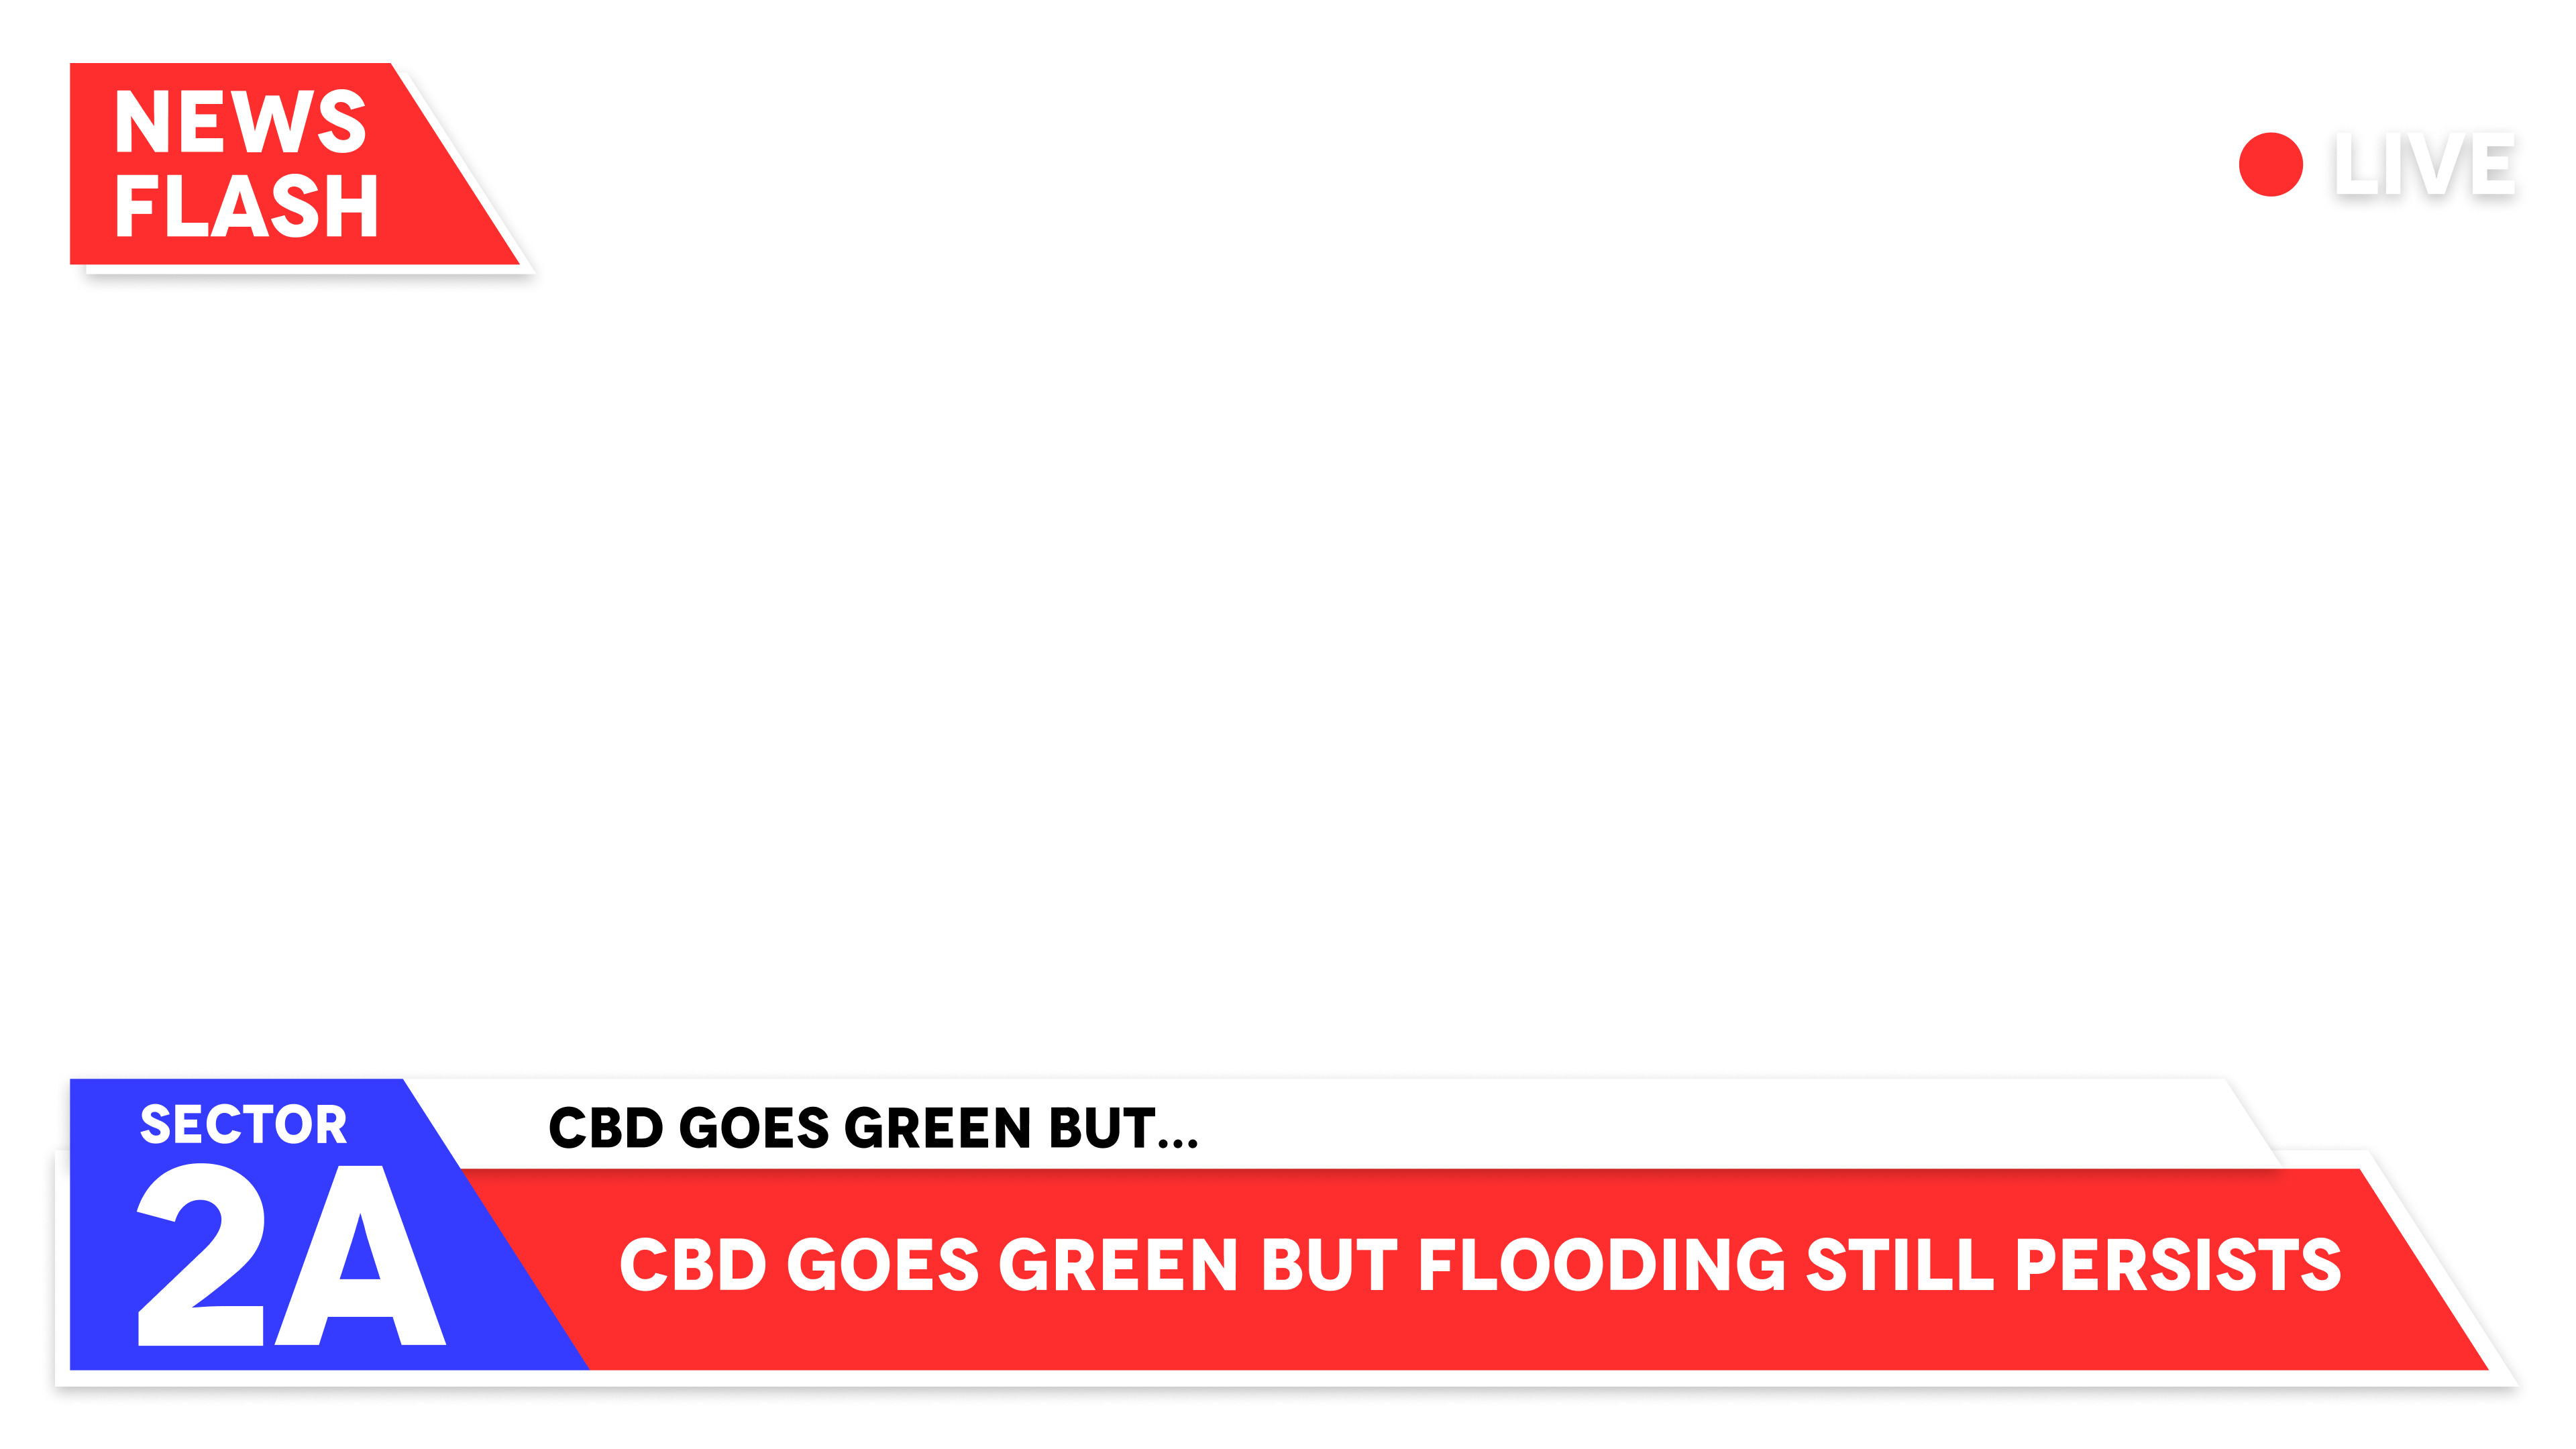 NEWS
FLASH
LIVE
SECTOR
2A
CBD GOES GREEN BUT...
CBD GOES GREEN BUT FLOODING STILL PERSISTS